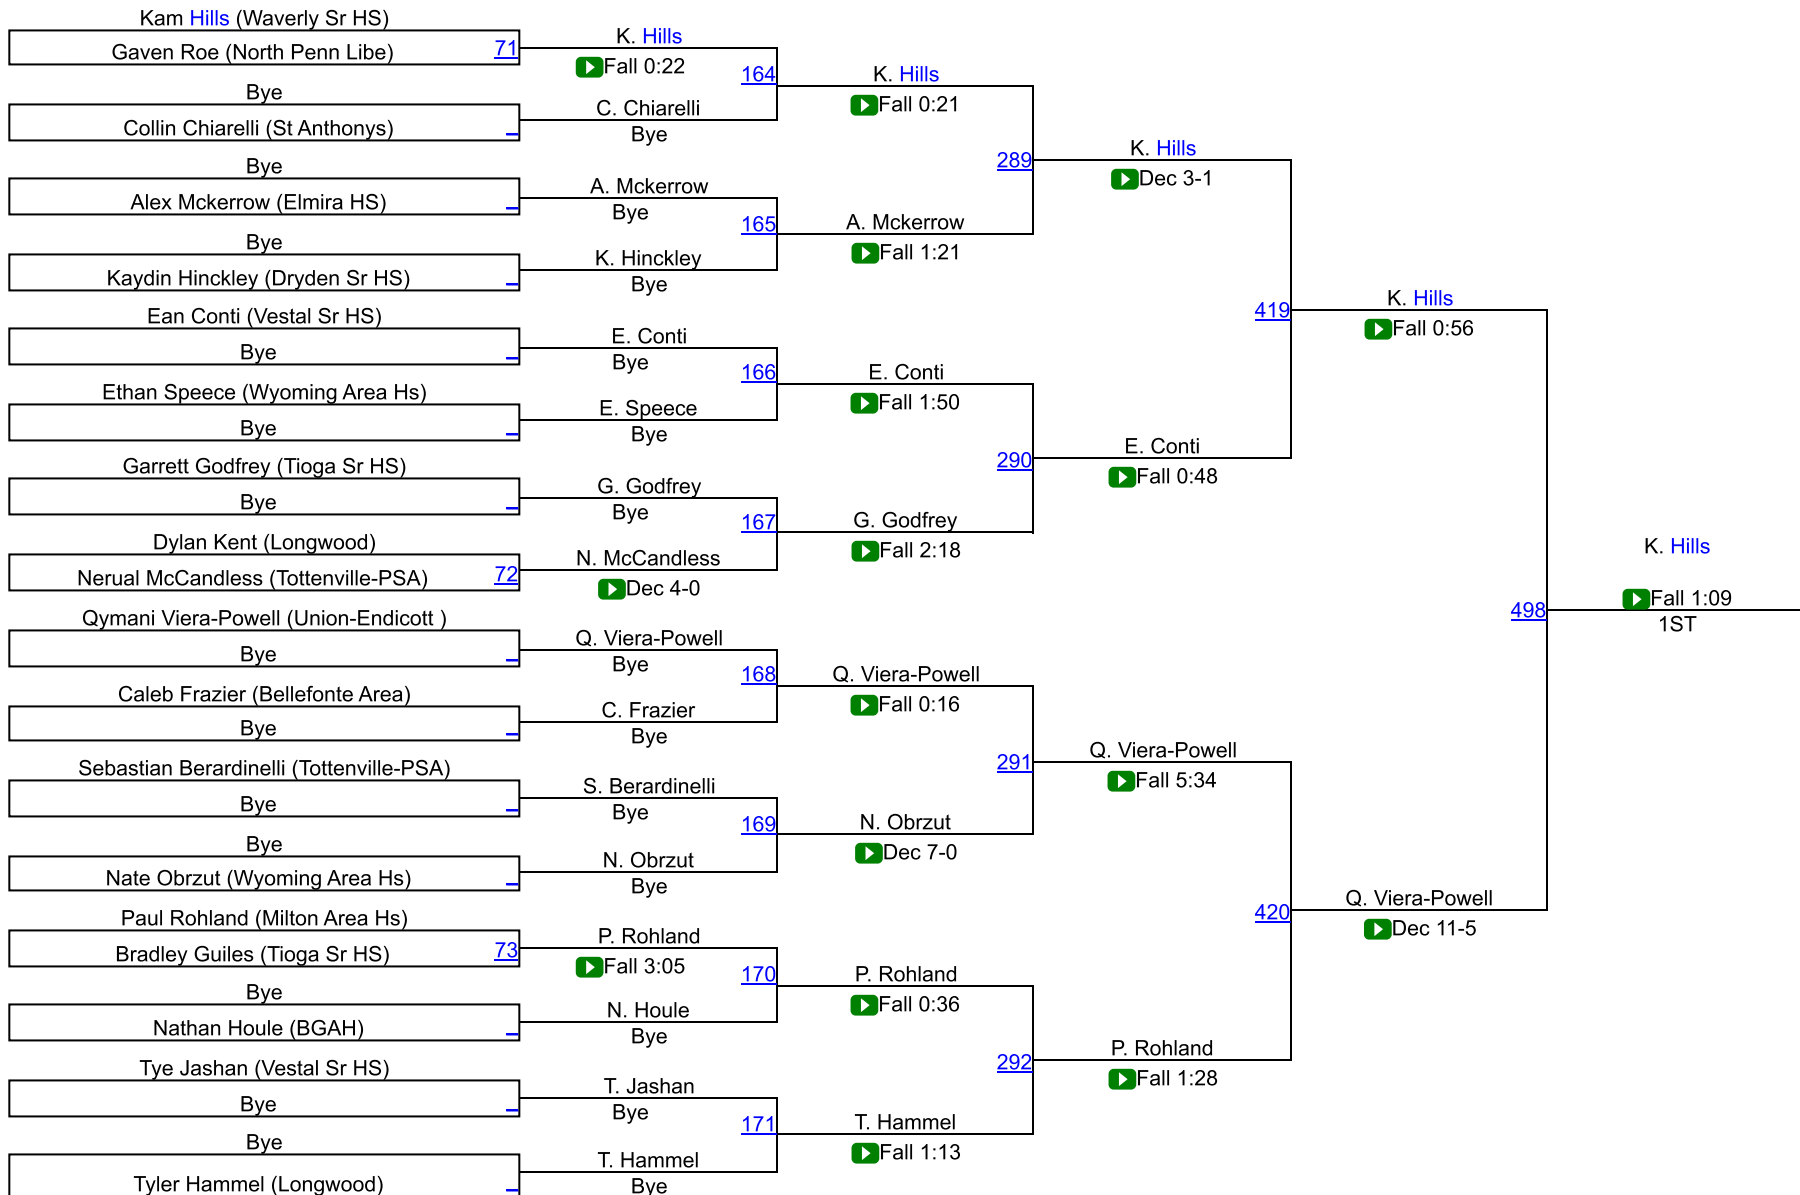 Kam Hills (Waverly Sr HS)
Gaven Roe (North Penn Libe)
71
Bye
Collin Chiarelli (St Anthonys)
Bye
Alex Mckerrow (Elmira HS)
Bye
Kaydin Hinckley (Dryden Sr HS)
Ean Conti (Vestal Sr HS)
Bye
Ethan Speece (Wyoming Area Hs)
Bye
Garrett Godfrey (Tioga Sr HS)
Bye
Dylan Kent (Longwood)
Nerual McCandless (Tottenville-PSA)
72
Qymani Viera-Powell (Union-Endicott )
Bye
Caleb Frazier (Bellefonte Area)
Bye
Sebastian Berardinelli (Tottenville-PSA)
Bye
Bye
Nate Obrzut (Wyoming Area Hs)
Paul Rohland (Milton Area Hs)
Bradley Guiles (Tioga Sr HS)
73
Bye
Nathan Houle (BGAH)
Tye Jashan (Vestal Sr HS)
Bye
Bye
Tyler Hammel (Longwood)
K. Hills
Fall 0:22
164
C. Chiarelli
Bye
A. Mckerrow
Bye
165
K. Hinckley
Bye
E. Conti
Bye
166
E. Speece
Bye
G. Godfrey
Bye
167
N. McCandless
Dec 4-0
Q. Viera-Powell
Bye
168
C. Frazier
Bye
S. Berardinelli
Bye
169
N. Obrzut
Bye
P. Rohland
Fall 3:05
170
N. Houle
Bye
T. Jashan
Bye
171
T. Hammel
Bye
K. Hills
Fall 0:21
289
A. Mckerrow
Fall 1:21
E. Conti
Fall 1:50
290
G. Godfrey
Fall 2:18
Q. Viera-Powell
Fall 0:16
291
N. Obrzut
Dec 7-0
P. Rohland
Fall 0:36
292
T. Hammel
Fall 1:13
K. Hills
Dec 3-1
419
E. Conti
Fall 0:48
Q. Viera-Powell
Fall 5:34
420
P. Rohland
Fall 1:28
K. Hills
Fall 0:56
498
Q. Viera-Powell
Dec 11-5
K. Hills
Fall 1:09
1ST